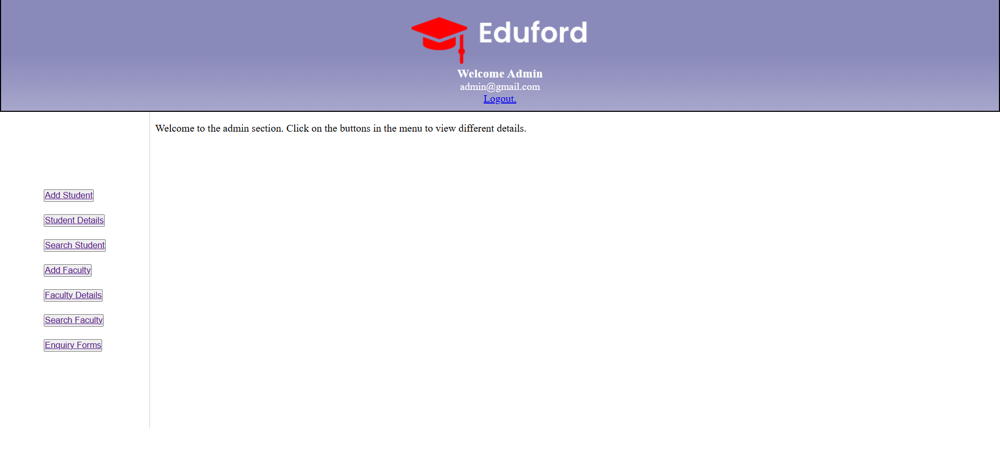 Eduford
Welcome Admin
admin@gmail.com
Logout.
Welcome to the admin section. Click on the buttons in the menu to view different details.
Add Student
Student Details
Search Student
Add Faculty
Faculty Details
Search Faculty
Enquiry Forms